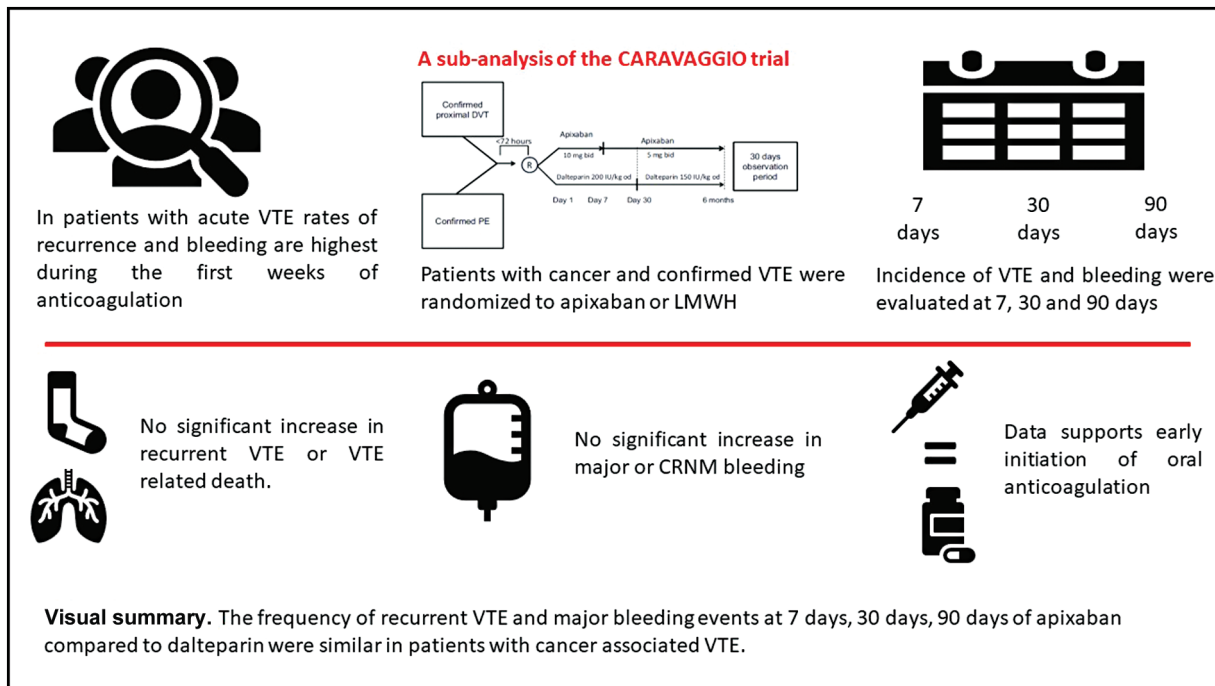 A sub-analysis of the CARAVAGGIO trial
In patients with acute VTE rates of
recurrence and bleeding are highest
during the first weeks of
anticoagulation
Confirmed
proximal DVT
Confirmed PE
<72 hours
R
Apixaban
10 mg bid
Apixaban
5 mg bid
Dalteparin 200 IU/kg od
Dalteparin 150 IU/kg od
Day 1
Day 7
Day 30
6 months
30 days
observation
period
Patients with cancer and confirmed VTE were
randomized to apixaban or LMWH
7
days
30
days
90
days
Incidence of VTE and bleeding were
evaluated at 7, 30 and 90 days
No significant increase in
recurrent VTE or VTE
related death.
No significant increase in
major or CRNM bleeding
=
Data supports early
initiation of oral
anticoagulation
Visual summary. The frequency of recurrent VTE and major bleeding events at 7 days, 30 days, 90 days of apixaban
compared to dalteparin were similar in patients with cancer associated VTE.